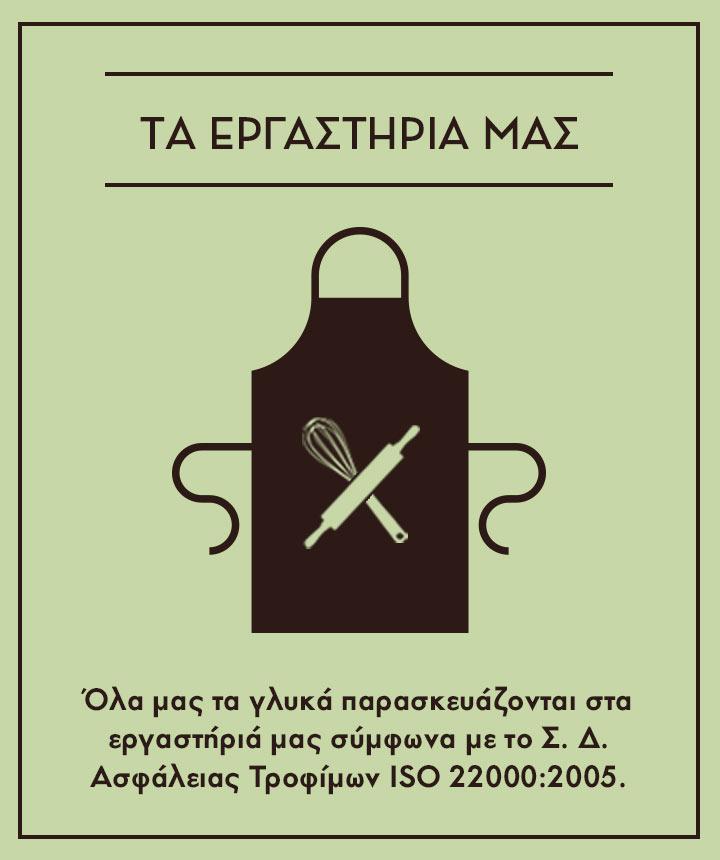 ΤΑ ΕΡΓΑΣΤΗΡΙΑ ΜΑΣ
Όλα μας τα γλυκά παρασκευάζονται στα
εργαστήριά μας σύμφωνα με το Σ. Δ.
Ασφάλειας Τροφίμων ISO 22000:2005.